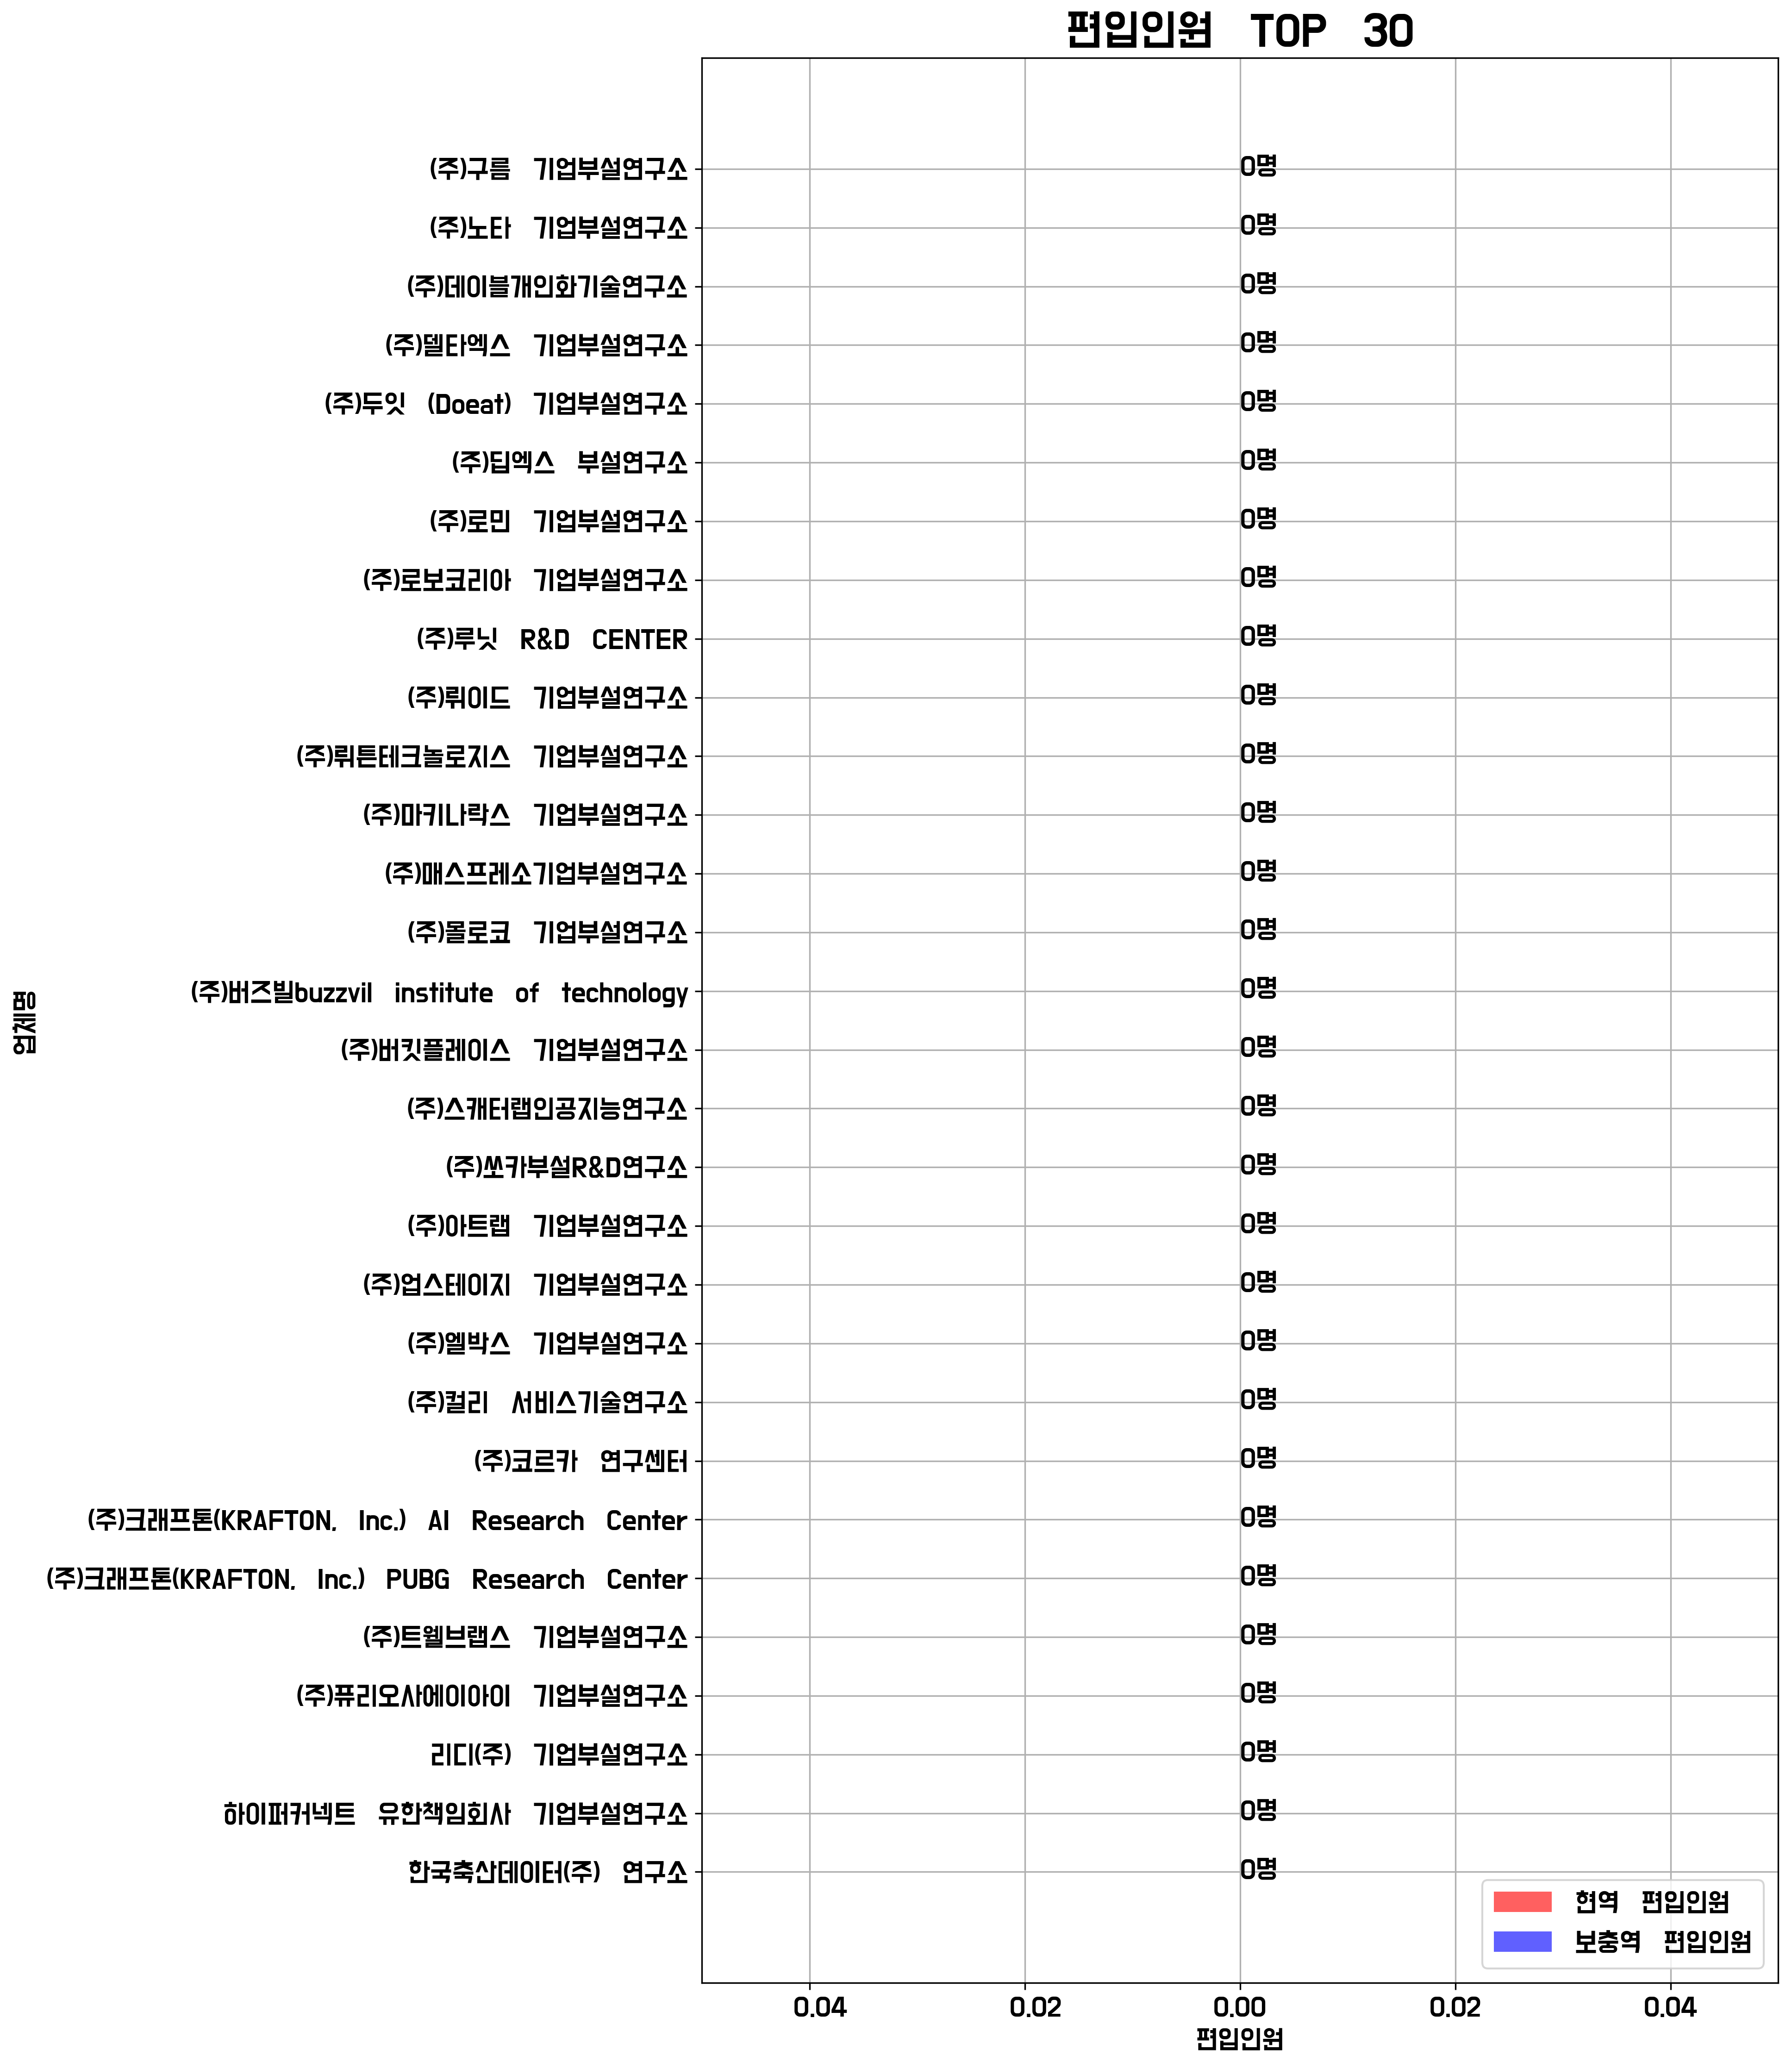 편입인원 TOP 30
(주)구름 기업부설연구소 0명
(주)노타 기업부설연구소 0명
(주)데이블개인화기술연구소 0명
(주)델타엑스 기업부설연구소 0명
(주)두잇 (Doeat) 기업부설연구소 0명
(주)딥엑스 부설연구소 0명
(주)로민 기업부설연구소 0명
(주)로보코리아 기업부설연구소 0명
(주)루닛 R&D CENTER 0명
(주)뤼이드 기업부설연구소 0명
(주)뤼튼테크놀로지스 기업부설연구소 0명
(주)마키나락스 기업부설연구소 0명
(주)매스프레소기업부설연구소 0명
(주)몰로코 기업부설연구소 0명
(주)버즈빌buzzvil institute of technology 0명
(주)버킷플레이스 기업부설연구소 0명
(주)스캐터랩인공지능연구소 0명
(주)쏘카부설R&D연구소 0명
(주)아트랩 기업부설연구소 0명
(주)업스테이지 기업부설연구소 0명
(주)엘박스 기업부설연구소 0명
(주)컬리 서비스기술연구소 0명
(주)코르카 연구센터 0명
(주)크래프톤(KRAFTON, Inc.) AI Research Center 0명
(주)크래프톤(KRAFTON, Inc.) PUBG Research Center 0명
(주)트웰브랩스 기업부설연구소 0명
(주)퓨리오사에이아이 기업부설연구소 0명
리디(주) 기업부설연구소 0명
하이퍼커넥트 유한책임회사 기업부설연구소 0명
한국축산데이터(주) 연구소 0명
업체명
현역 편입인원
보충역 편입인원
0.04 0.02 0.00 0.02 0.04
편입인원